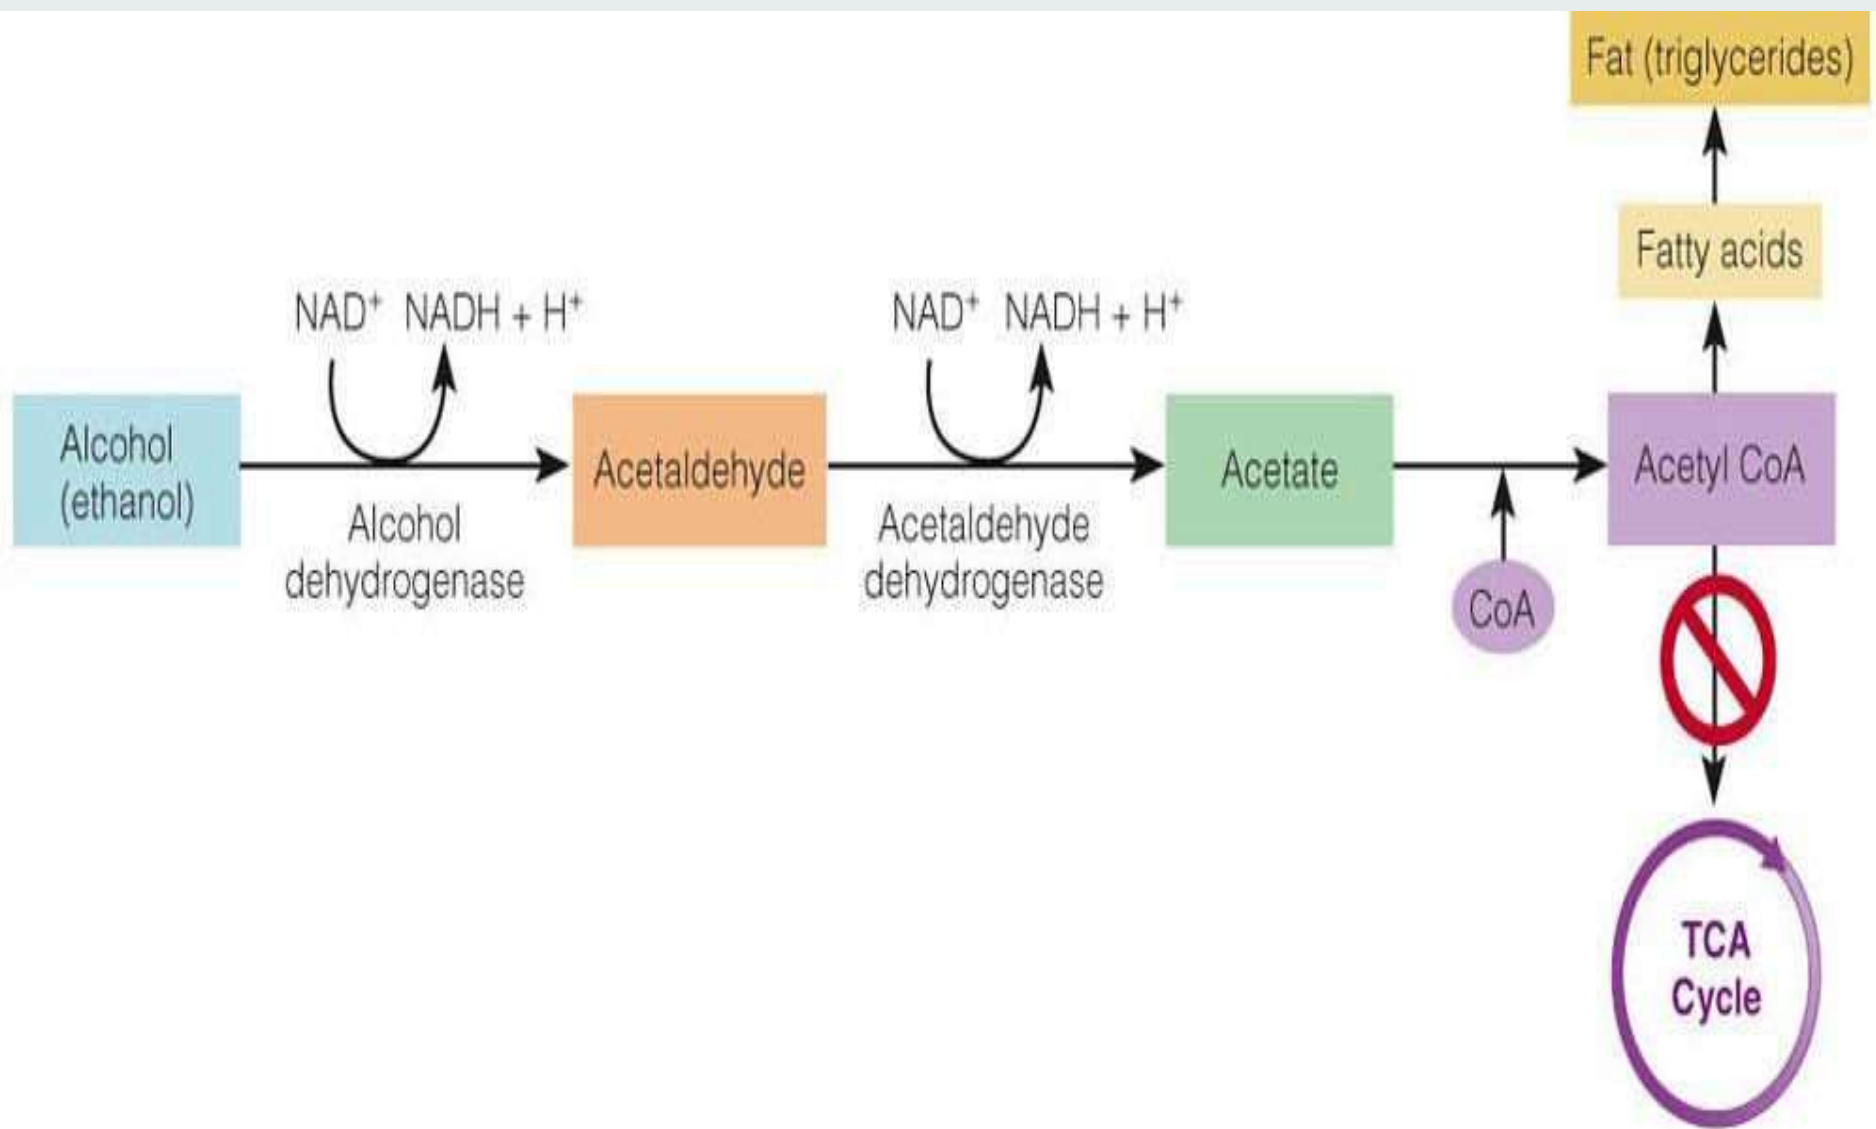 Fat (triglycerides)
Fatty acids
NAD⁺ NADH + H⁺
NAD⁺ NADH + H⁺
Alcohol
(ethanol)
Alcohol
dehydrogenase
Acetaldehyde
Acetaldehyde
dehydrogenase
Acetate
CoA
Acetyl CoA
TCA
Cycle